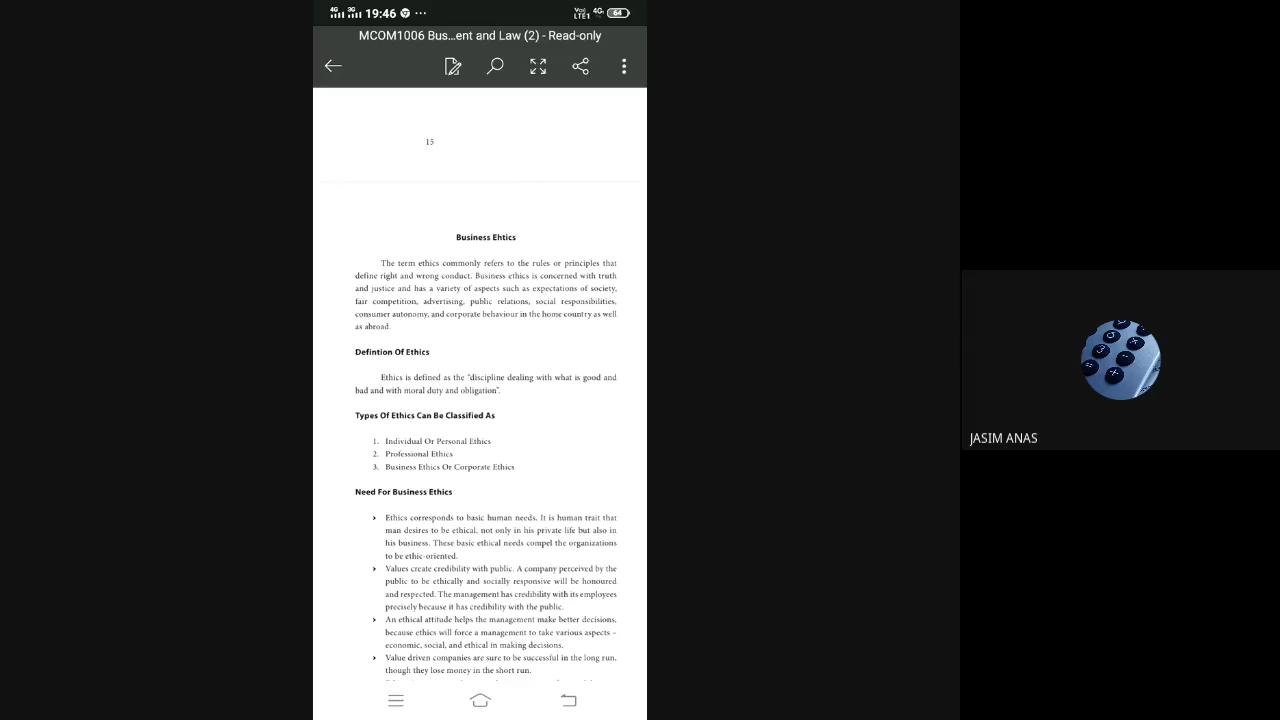 19:46
VoLTE1 4G 64
MCOM1006 Bus...ent and Law (2) - Read-only
15
Business Ehtics
The term ethics commonly refers to the rules or principles that
define right and wrong conduct. Business ethics is concerned with truth
and justice and has a variety of aspects such as expectations of society,
fair competition, advertising, public relations, social responsibilities,
consumer autonomy, and corporate behaviour in the home country as well
as abroad.
Defintion Of Ethics
Ethics is defined as the “discipline dealing with what is good and
bad and with moral duty and obligation”.
Types Of Ethics Can Be Classified As
1. Individual Or Personal Ethics
2. Professional Ethics
3. Business Ethics Or Corporate Ethics
Need For Business Ethics
Ethics corresponds to basic human needs. It is human trait that
man desires to be ethical, not only in his private life but also in
his business. These basic ethical needs compel the organizations
to be ethic-oriented.
Values create credibility with public. A company perceived by the
public to be ethically and socially responsive will be honoured
and respected. The management has credibility with its employees
precisely because it has credibility with the public.
An ethical attitude helps the management make better decisions,
because ethics will force a management to take various aspects –
economic, social, and ethical in making decisions.
Value driven companies are sure to be successful in the long run,
though they lose money in the short run.
JASIM ANAS